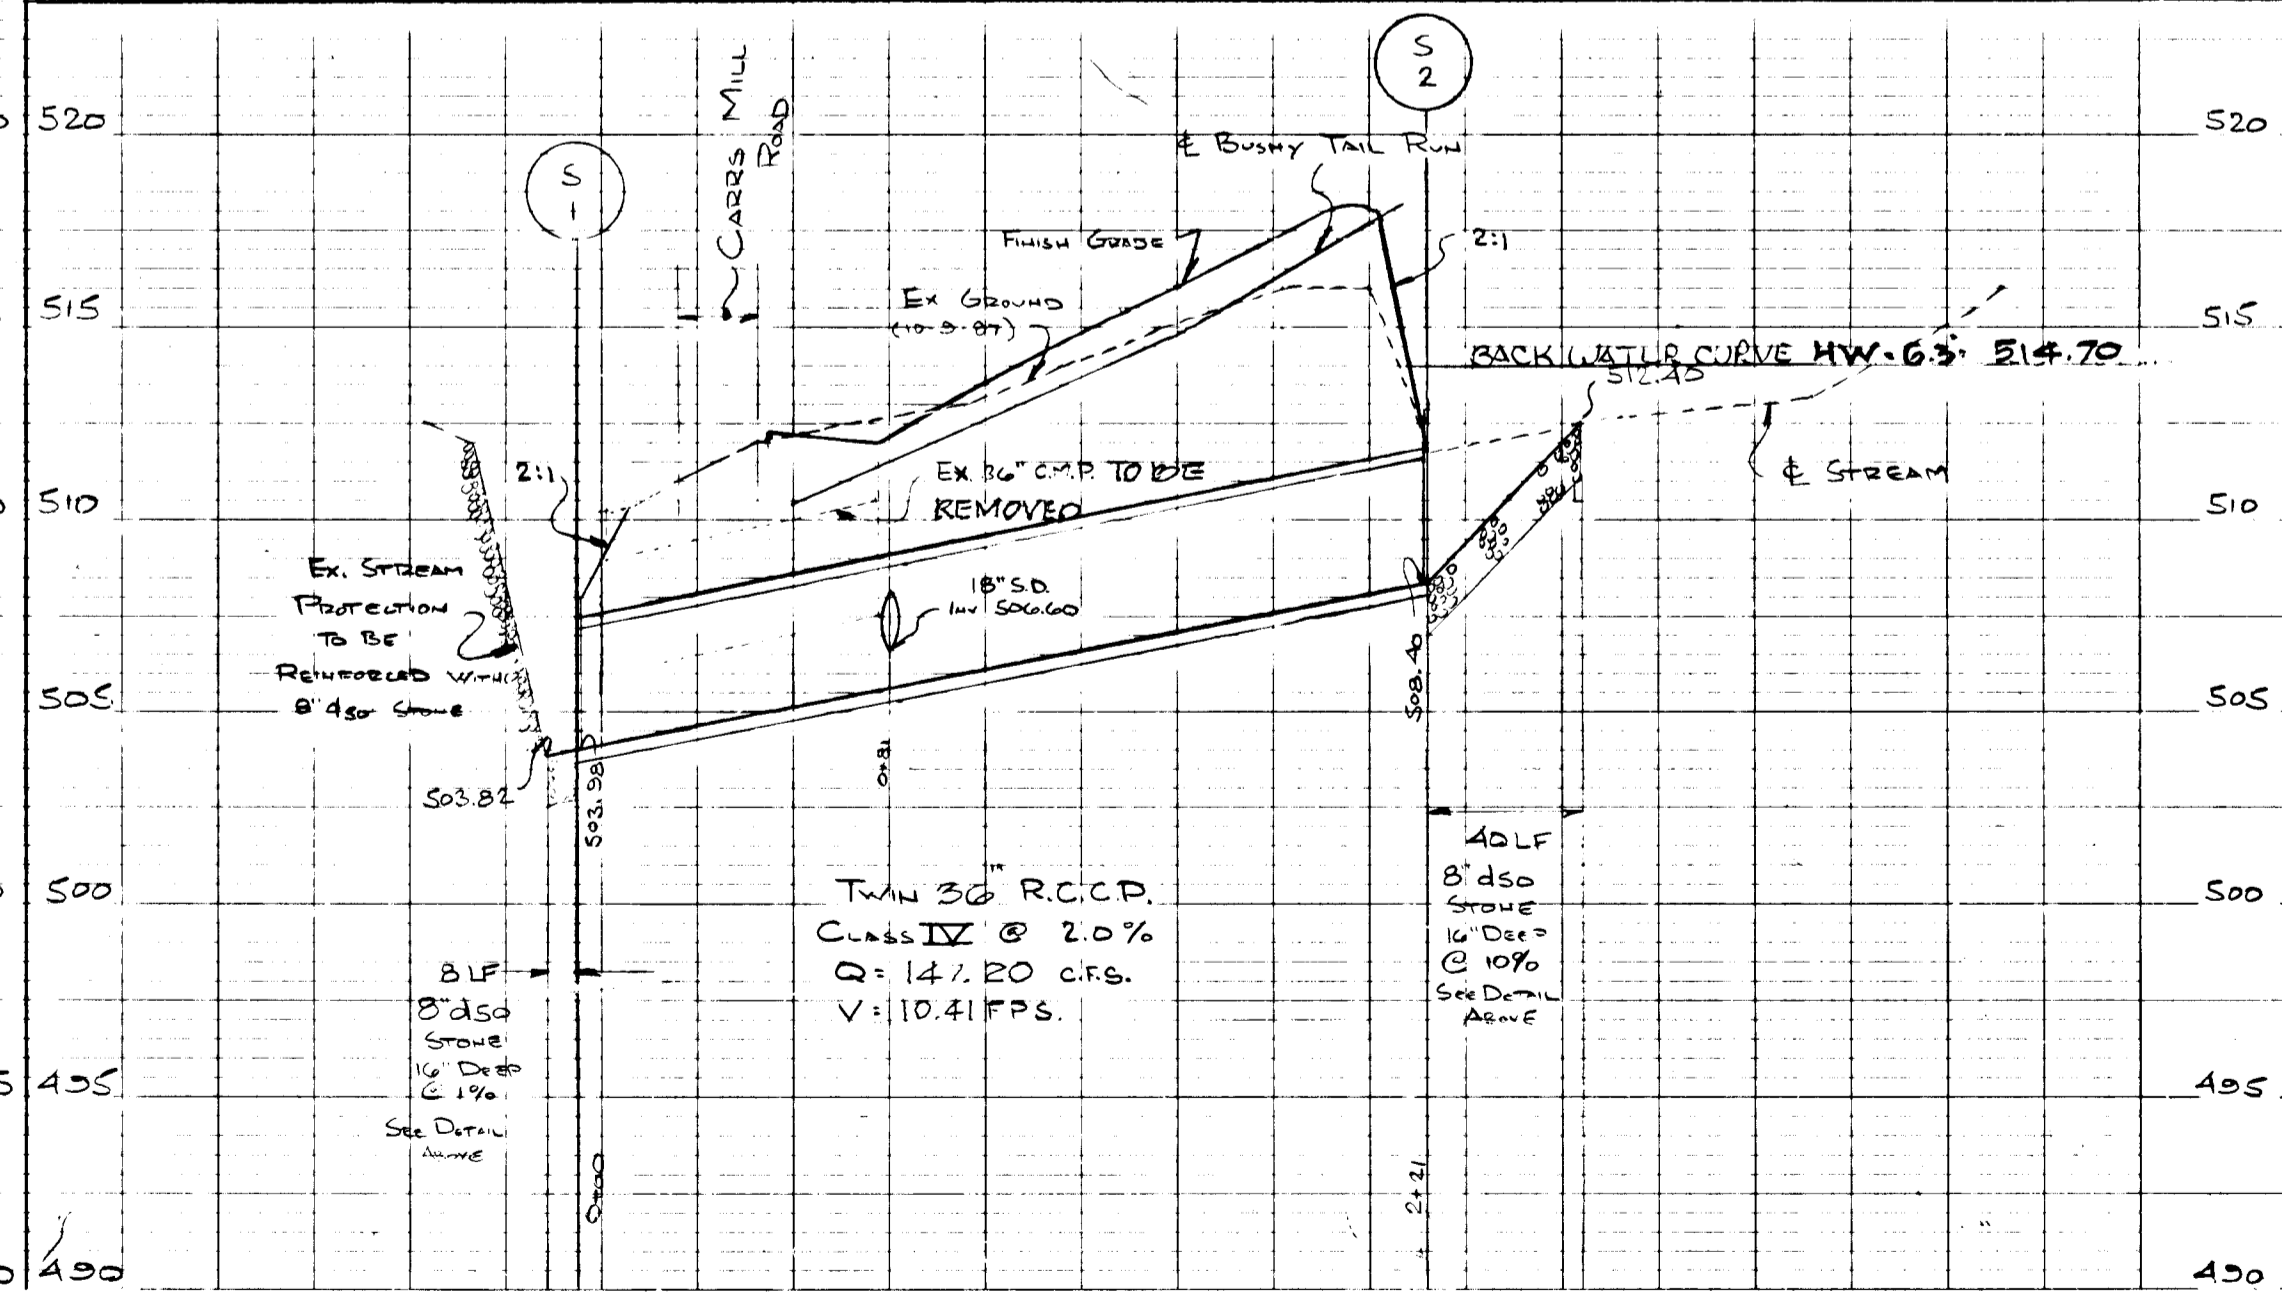 S
2
520
520
CARRS MILL
ROAD
℄ BUSHY TAIL RUN
S
1
FINISH GRADE
2:1
EX GROUND
(10-9-87)
515
515
BACK WATER CURVE HW=6.3' 514.70
512.40
2:1
EX. 36" C.M.P. TO BE
REMOVED
℄ STREAM
510
510
EX. STREAM
PROTECTION
TO BE
REINFORCED WITH
8" d50 STONE
18" S.D.
INV 506.60
505
505
508.40
503.98
503.82
0+81
40 LF
8" d50
STONE
16" DEEP
@ 10%
SEE DETAIL
ABOVE
500
500
TWIN 36" R.C.C.P.
CLASS IV @ 2.0%
Q = 147.20 C.F.S.
V = 10.41 FPS.
8 LF
8" d50
STONE
16" DEEP
@ 1%
SEE DETAIL
ABOVE
495
495
0+00
2+21
490
490